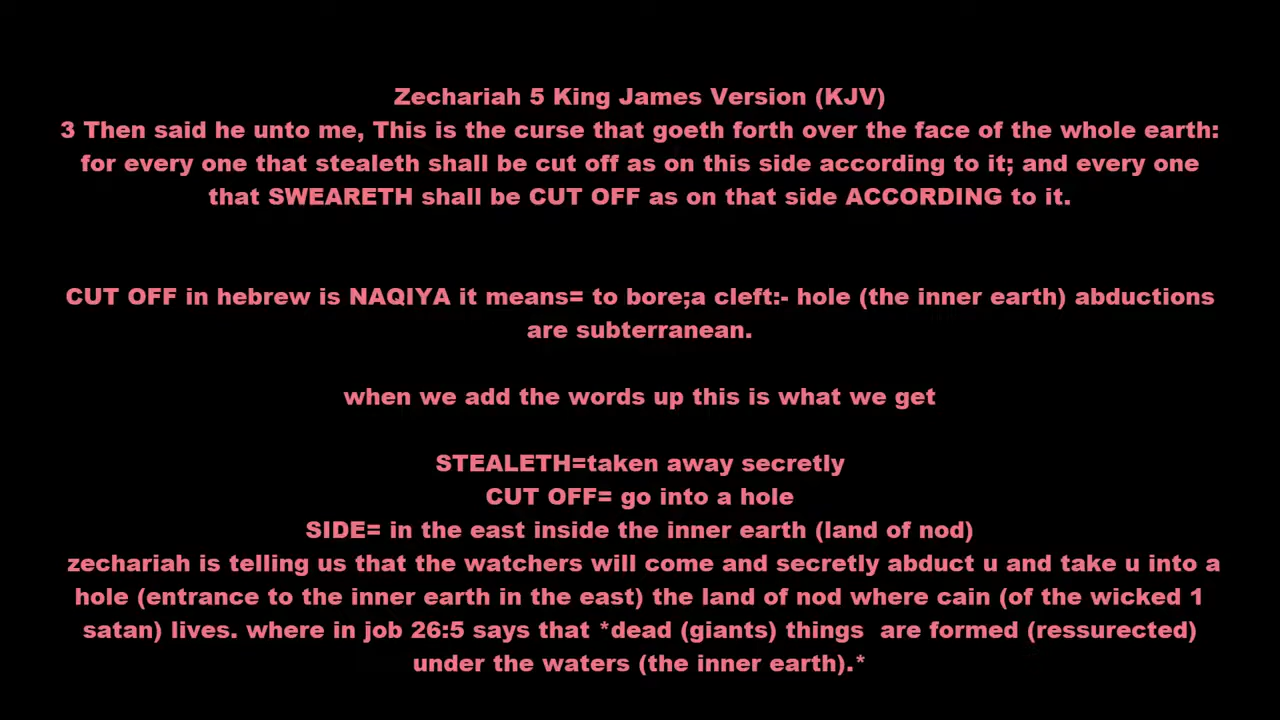 Zechariah 5 King James Version (KJV)
3 Then said he unto me, This is the curse that goeth forth over the face of the whole earth:
for every one that stealeth shall be cut off as on this side according to it; and every one
that SWEARETH shall be CUT OFF as on that side ACCORDING to it.
CUT OFF in hebrew is NAQIYA it means= to bore;a cleft:- hole (the inner earth) abductions
are subterranean.
when we add the words up this is what we get
STEALETH=taken away secretly
CUT OFF= go into a hole
SIDE= in the east inside the inner earth (land of nod)
zechariah is telling us that the watchers will come and secretly abduct u and take u into a
hole (entrance to the inner earth in the east) the land of nod where cain (of the wicked 1
satan) lives. where in job 26:5 says that *dead (giants) things  are formed (ressurected)
under the waters (the inner earth).*